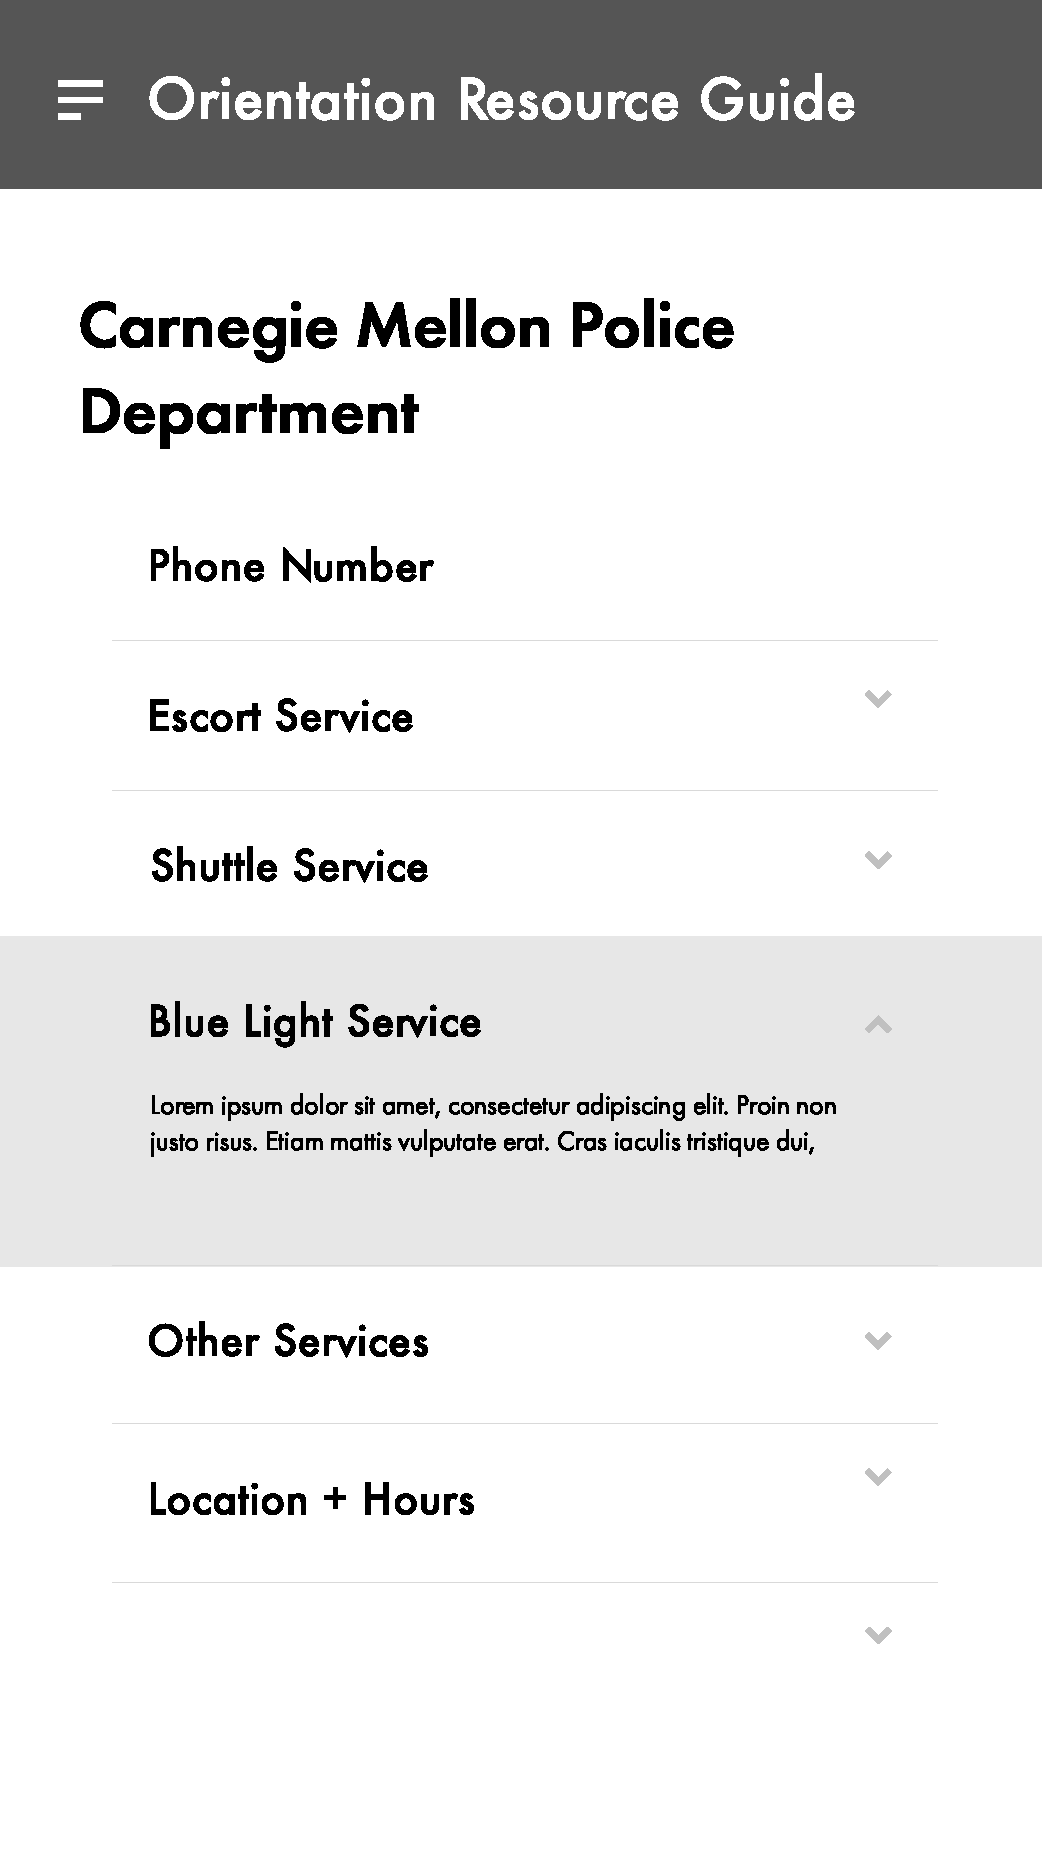 Orientation Resource Guide
Carnegie Mellon Police
Department
Phone Number
Escort Service
Shuttle Service
Blue Light Service
Lorem ipsum dolor sit amet, consectetur adipiscing elit. Proin non
justo risus. Etiam mattis vulputate erat. Cras iaculis tristique dui,
Other Services
Location + Hours